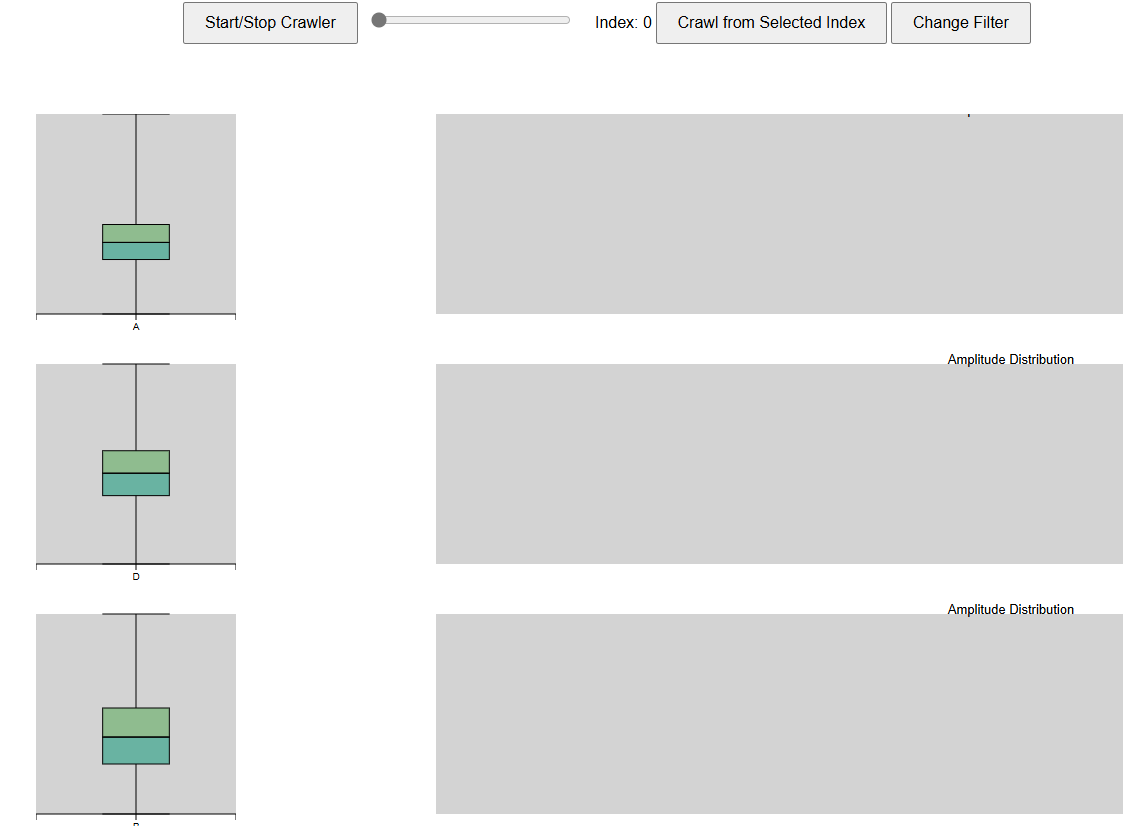 Start/Stop Crawler Index: 0 Crawl from Selected Index Change Filter
A
Amplitude Distribution
D
Amplitude Distribution